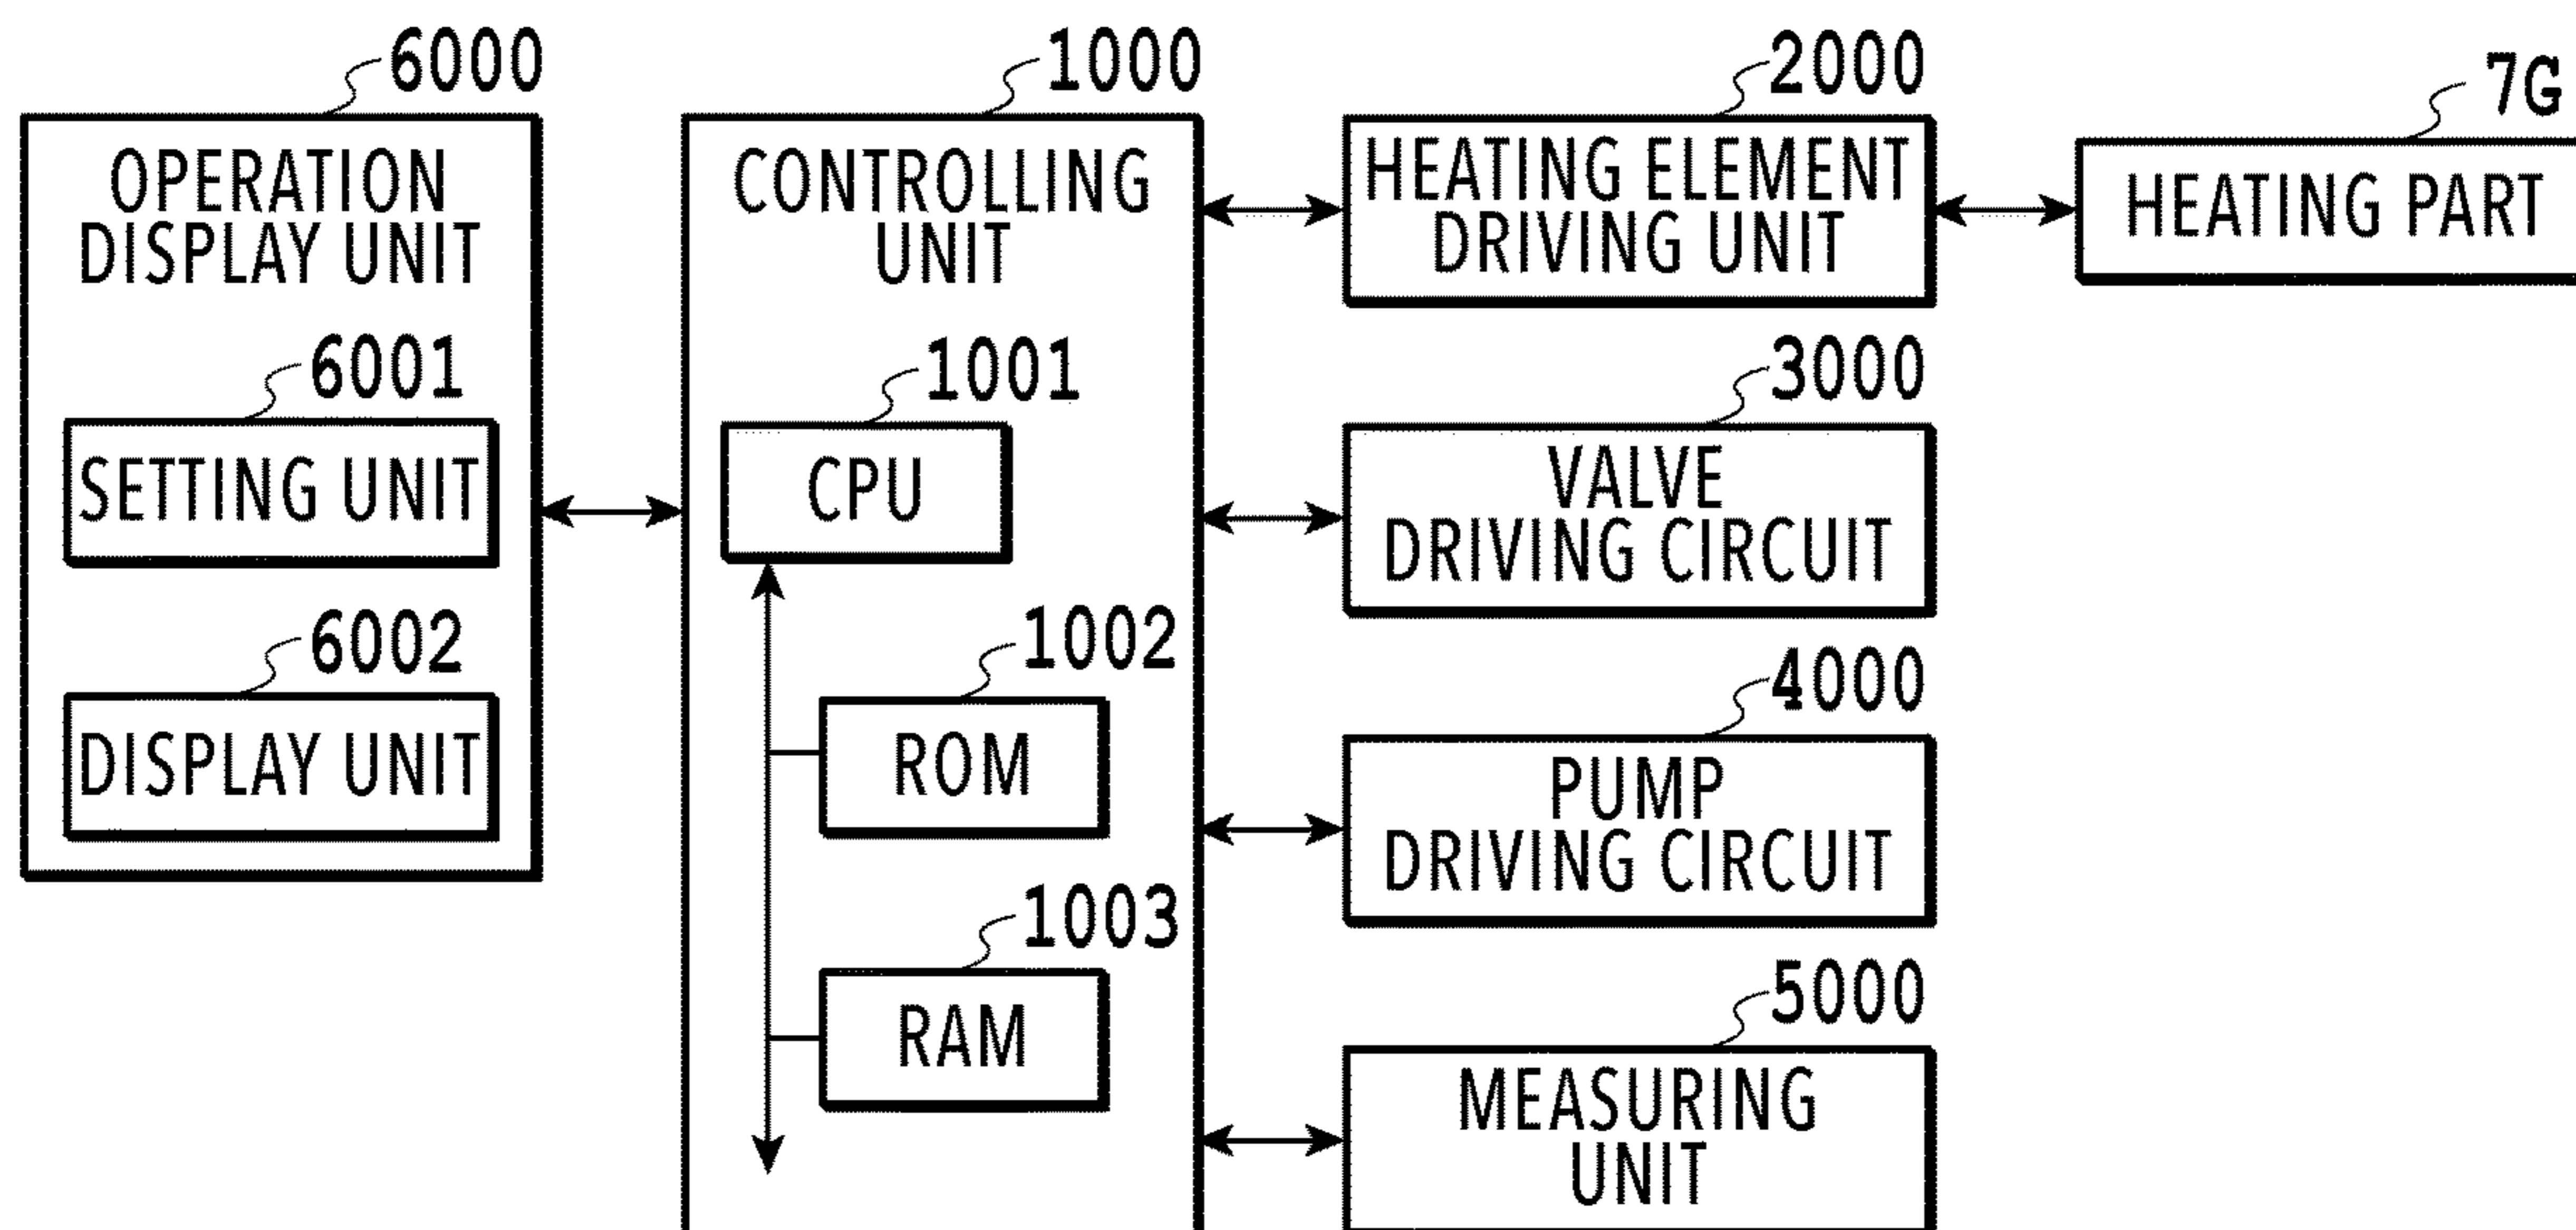 6000
OPERATION
DISPLAY UNIT
6001
SETTING UNIT
6002
DISPLAY UNIT
1000
CONTROLLING
UNIT
1001
CPU
1002
ROM
1003
RAM
2000
HEATING ELEMENT
DRIVING UNIT
7G
HEATING PART
3000
VALVE
DRIVING CIRCUIT
4000
PUMP
DRIVING CIRCUIT
5000
MEASURING
UNIT